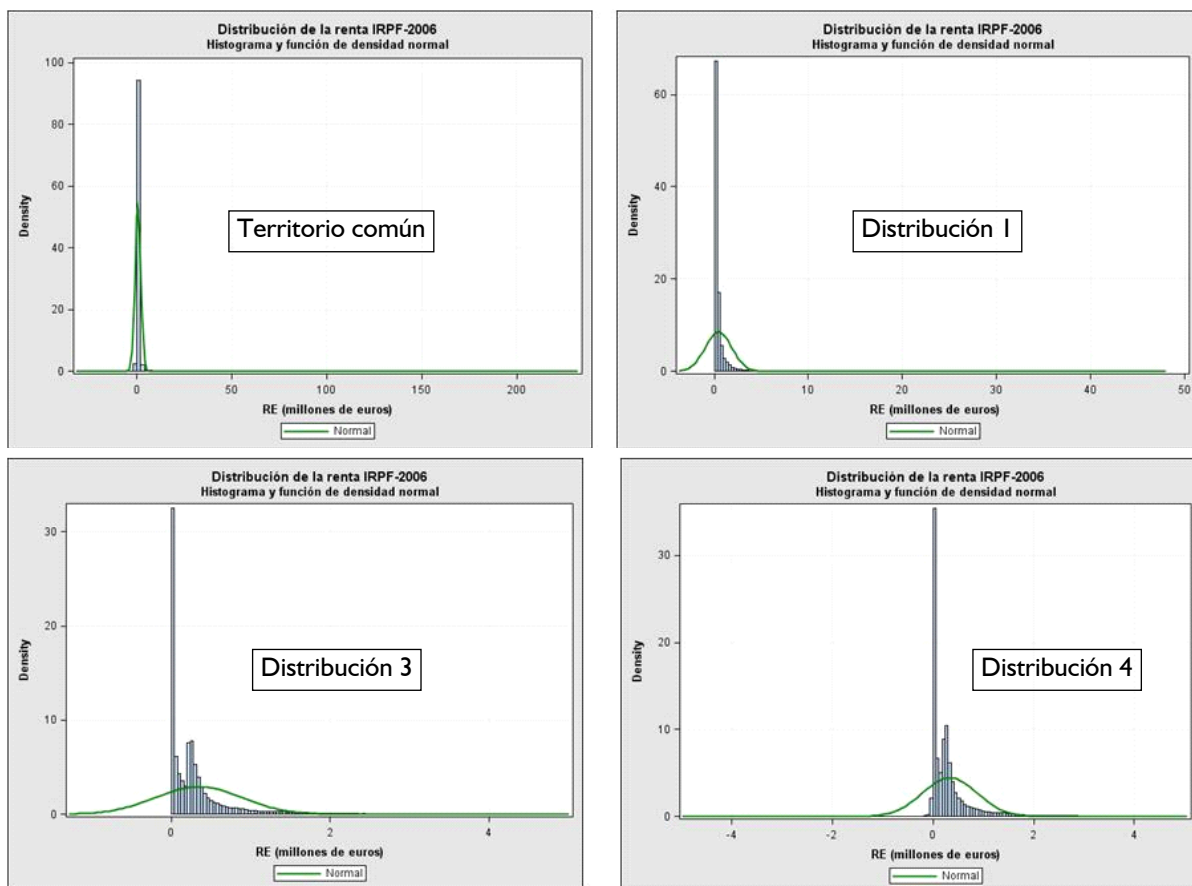 Distribución de la renta IRPF-2006
Histograma y función de densidad normal
100
80
60
40
20
0
Density
Territorio común
0
50
100
150
200
RE (millones de euros)
Normal
Distribución de la renta IRPF-2006
Histograma y función de densidad normal
60
40
20
0
Density
Distribución 1
0
10
20
30
40
50
RE (millones de euros)
Normal
Distribución de la renta IRPF-2006
Histograma y función de densidad normal
30
20
10
0
Density
Distribución 3
0
2
4
RE (millones de euros)
Normal
Distribución de la renta IRPF-2006
Histograma y función de densidad normal
30
20
10
0
Density
Distribución 4
-4
-2
0
2
4
RE (millones de euros)
Normal